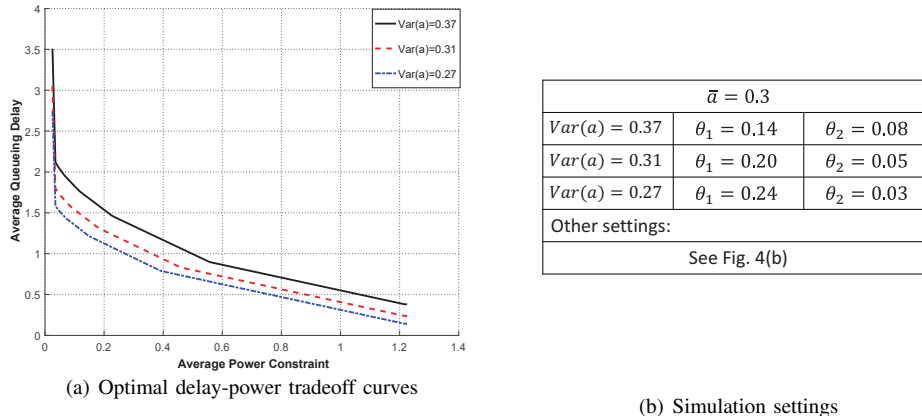 4
3.5
3
2.5
2
1.5
1
0.5
0
Average Queueing Delay
Var(a)=0.37
Var(a)=0.31
Var(a)=0.27
0 0.2 0.4 0.6 0.8 1 1.2 1.4
Average Power Constraint
(a) Optimal delay-power tradeoff curves
ā = 0.3
Var(a) = 0.37 θ₁ = 0.14 θ₂ = 0.08
Var(a) = 0.31 θ₁ = 0.20 θ₂ = 0.05
Var(a) = 0.27 θ₁ = 0.24 θ₂ = 0.03
Other settings:
See Fig. 4(b)
(b) Simulation settings